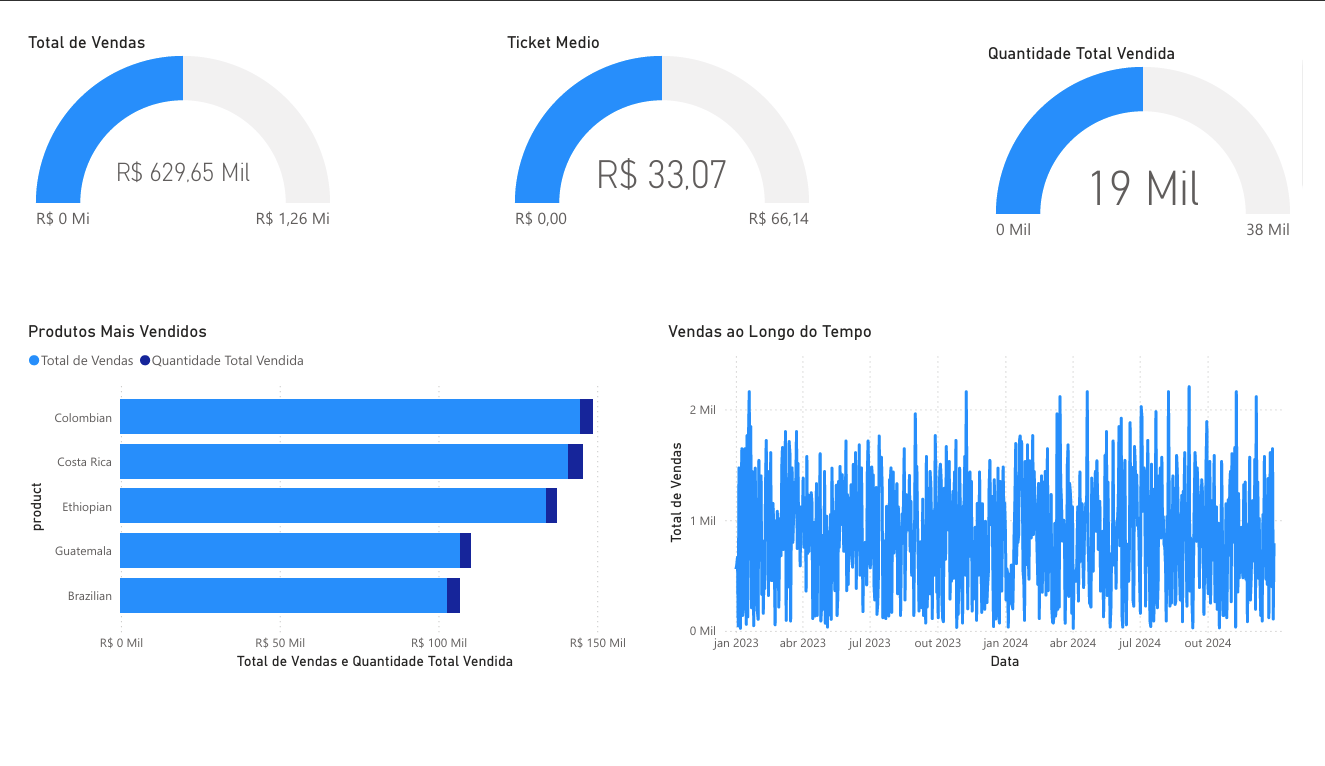 Total de Vendas
R$ 629,65 Mil
R$ 0 Mi
R$ 1,26 Mi
Ticket Medio
R$ 33,07
R$ 0,00
R$ 66,14
Quantidade Total Vendida
19 Mil
0 Mil
38 Mil
Produtos Mais Vendidos
Total de Vendas Quantidade Total Vendida
product
Colombian
Costa Rica
Ethiopian
Guatemala
Brazilian
R$ 0 Mil R$ 50 Mil R$ 100 Mil R$ 150 Mil
Total de Vendas e Quantidade Total Vendida
Vendas ao Longo do Tempo
Total de Vendas
2 Mil
1 Mil
0 Mil
jan 2023 abr 2023 jul 2023 out 2023 jan 2024 abr 2024 jul 2024 out 2024
Data